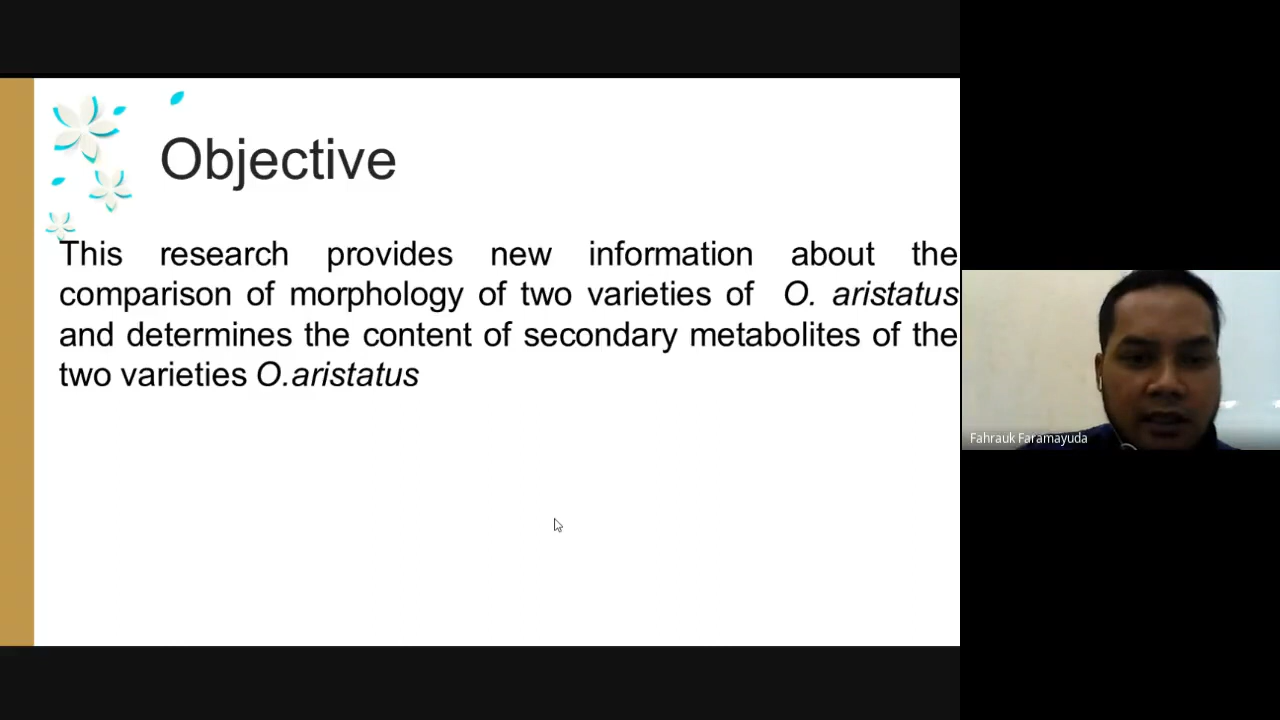 Objective
This research provides new information about the
comparison of morphology of two varieties of O. aristatus
and determines the content of secondary metabolites of the
two varieties O.aristatus
Fahrauk Faramayuda